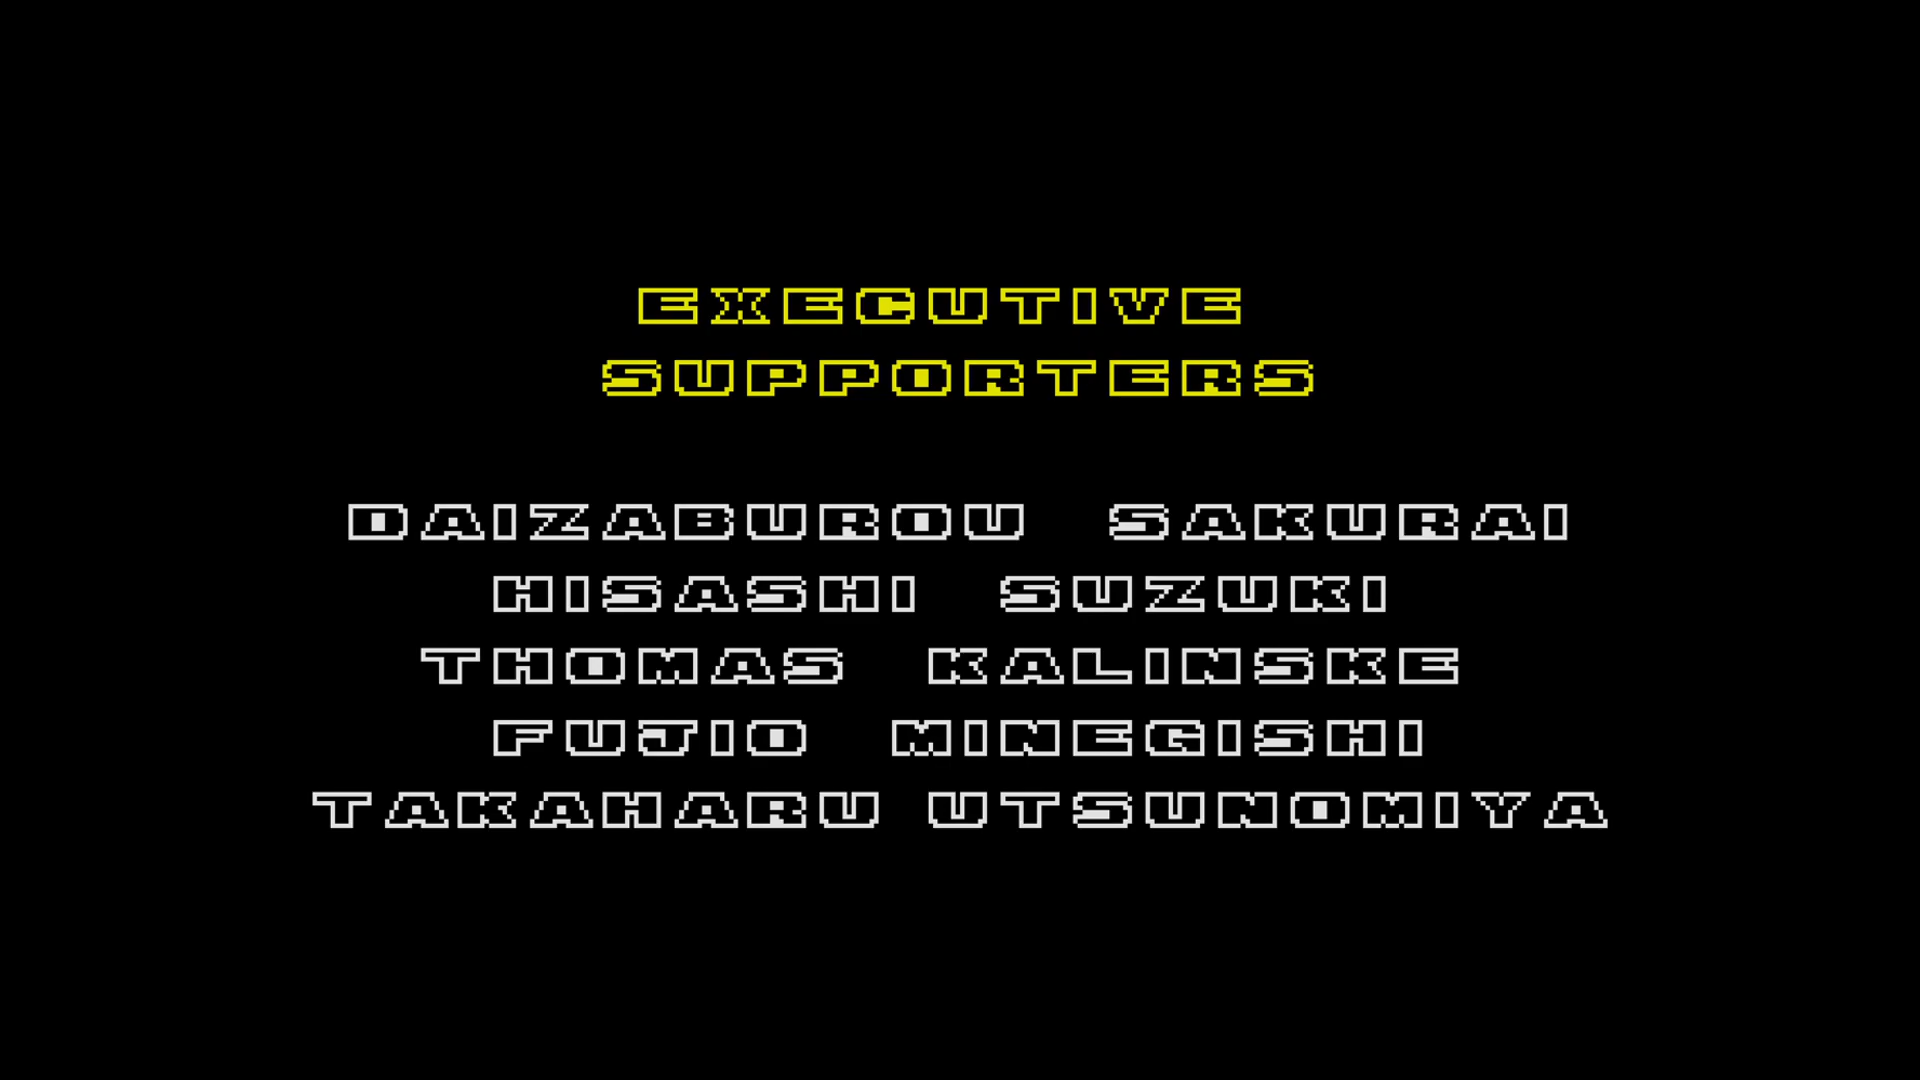 EXECUTIVE
SUPPORTERS
DAIZABUROU SAKURAI
HISASHI SUZUKI
THOMAS KALINSKE
FUJIO MINEGISHI
TAKAHARU UTSUNOMIYA